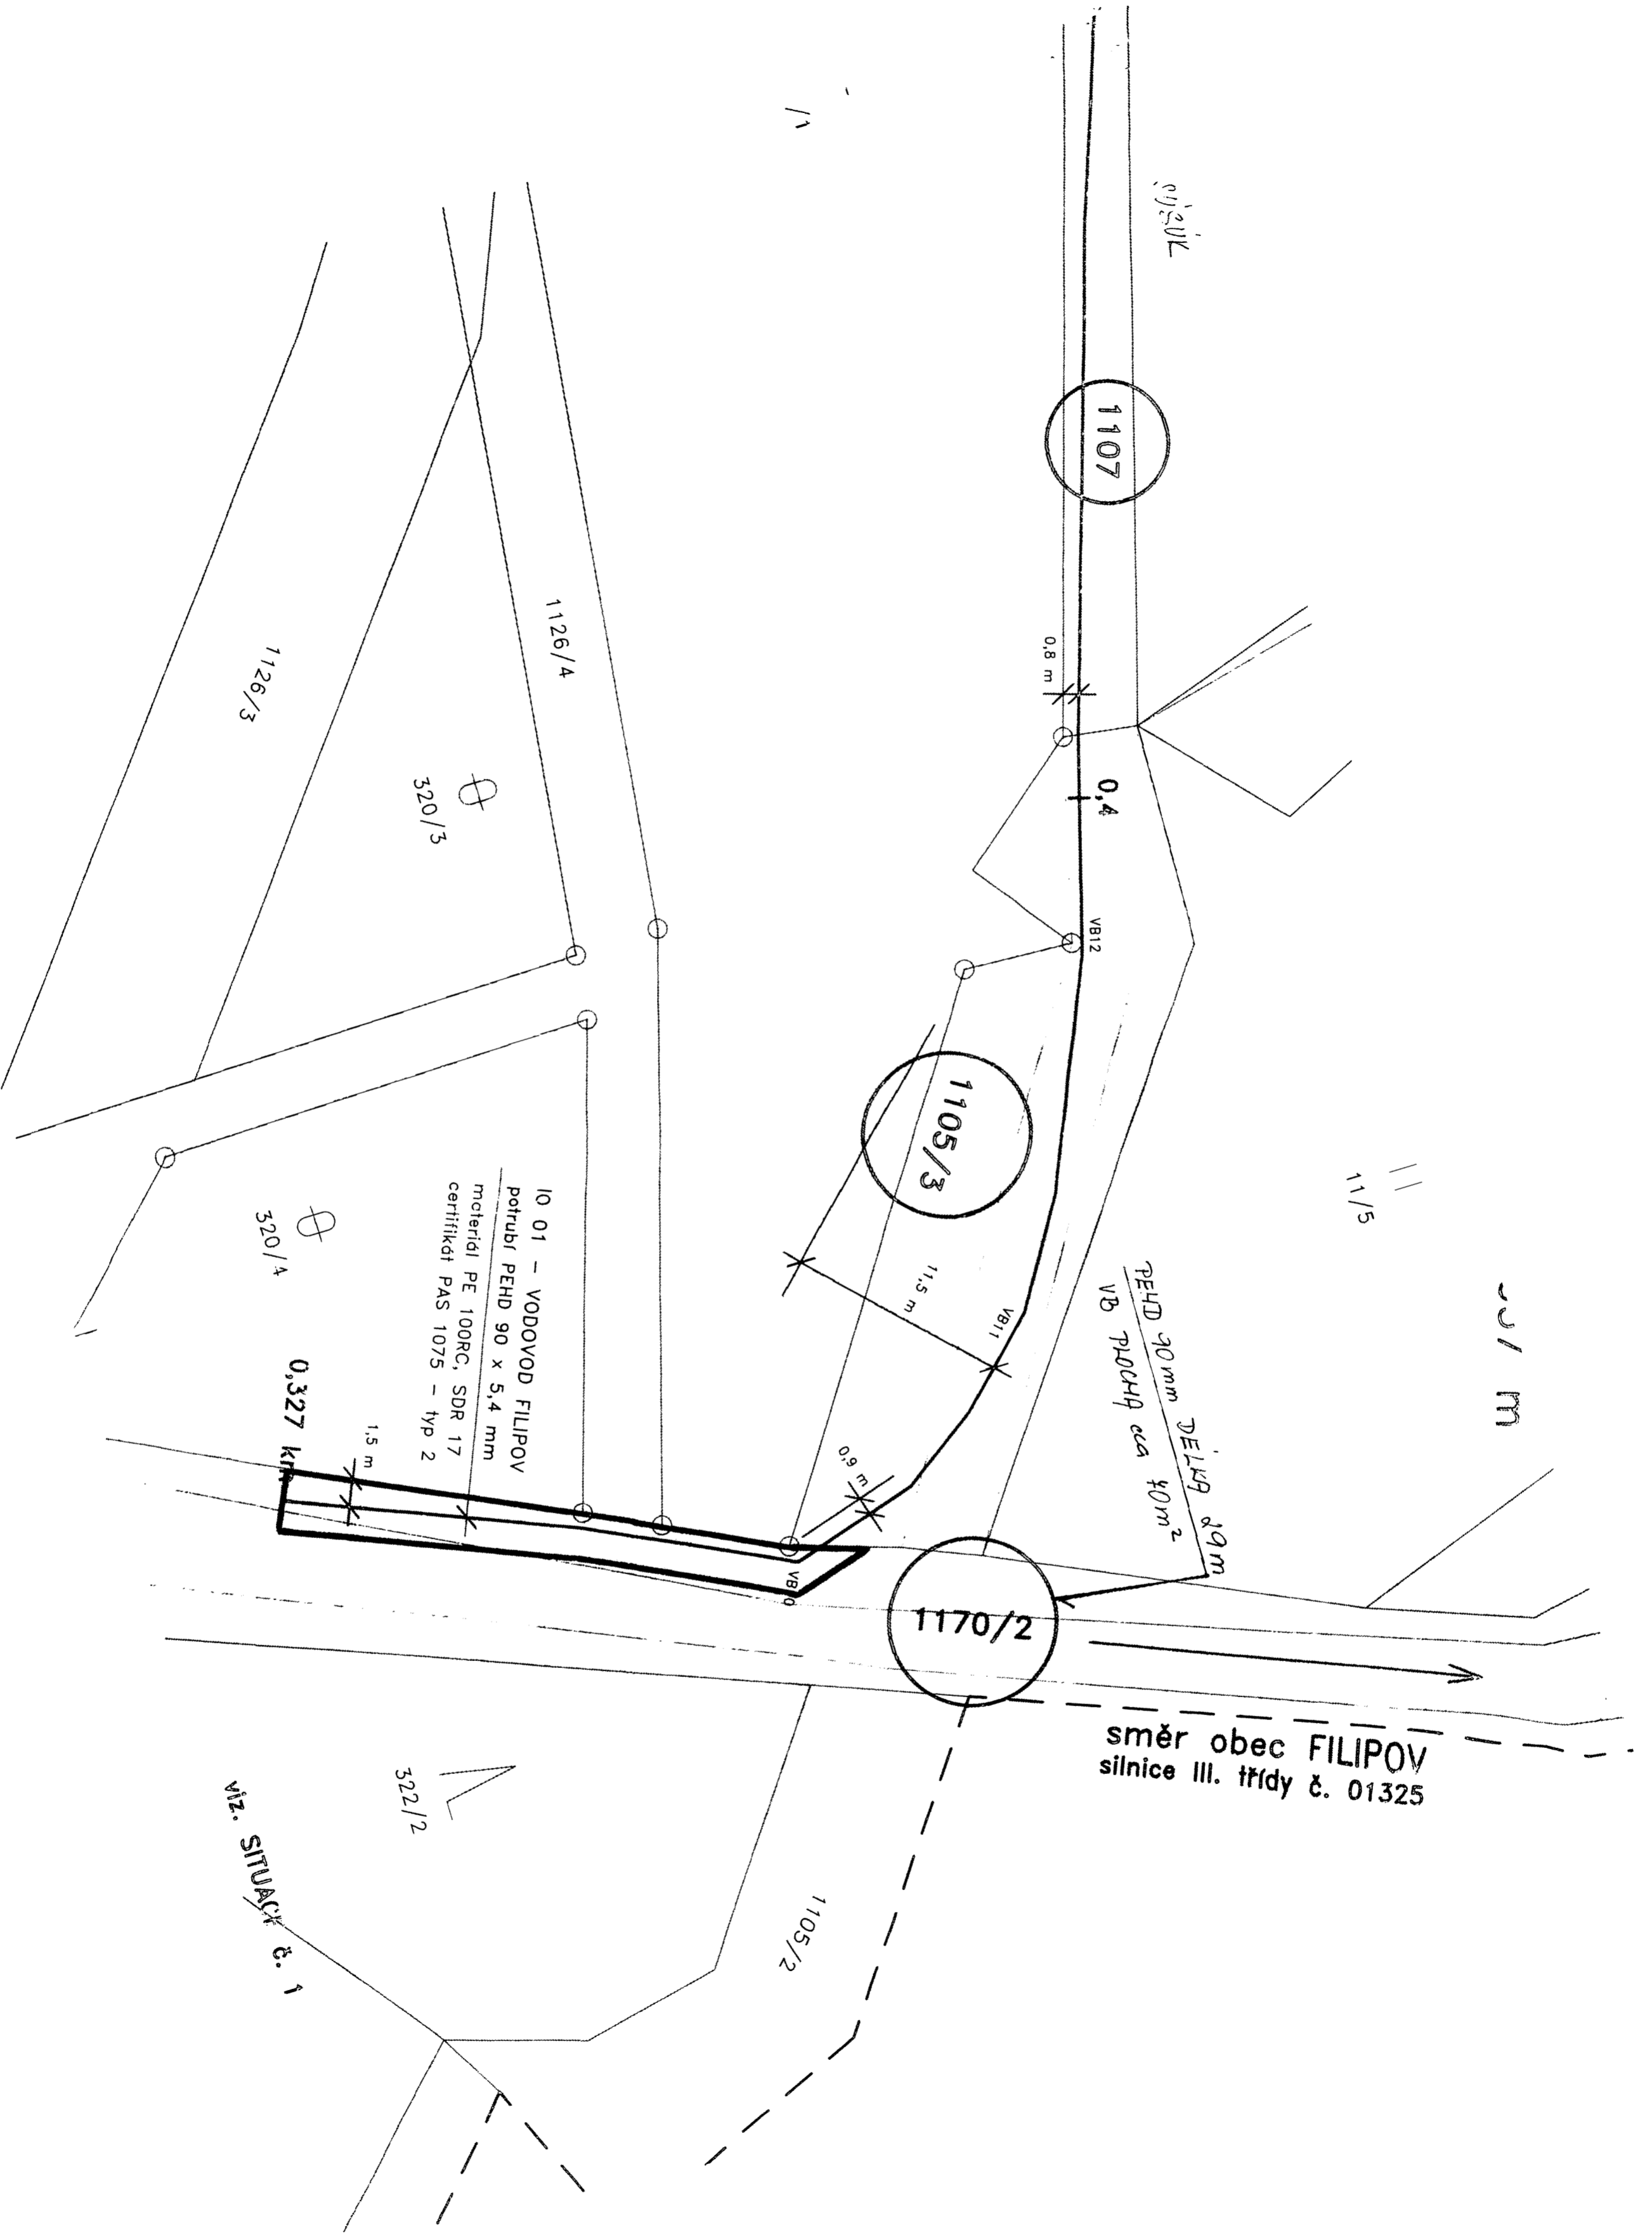 1107
1126/4
1126/3
0,8 m
320/3
0,4
VB12
1105/3
11/5
320/4
IO 01 – VODOVOD FILIPOV
potrubí PEHD 90 x 5,4 mm
materiál PE 100RC, SDR 17
certifikát PAS 1075 – typ 2
11,5 m
VB11
PEHD 90mm DÉLKA 29m
VB PLOCHA cca 40m²
0,327 km
1,5 m
0,9 m
1170/2
směr obec FILIPOV
silnice III. třídy č. 01325
322/2
viz. SITUACE č. 1
1105/2